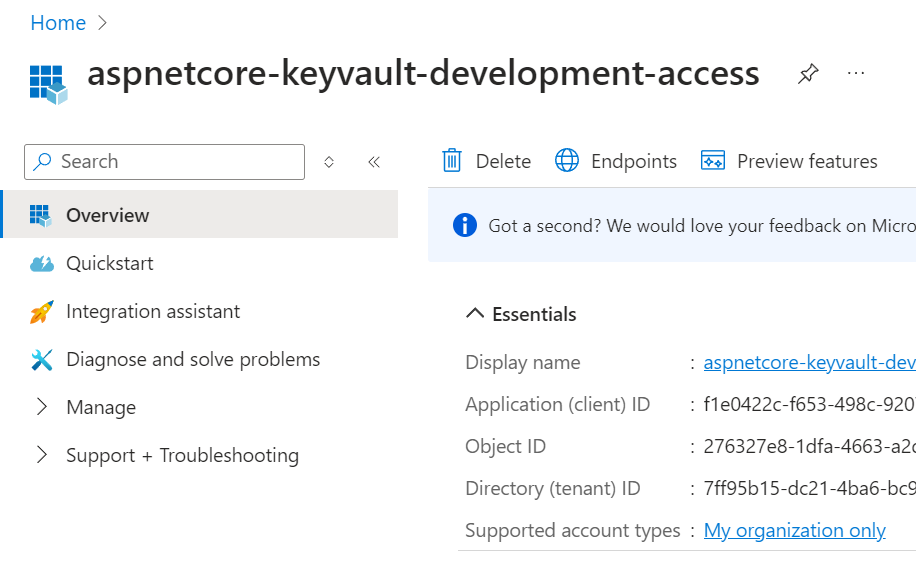 Home
aspnetcore-keyvault-development-access
Search
Delete Endpoints Preview features
Overview
Got a second? We would love your feedback on Micro
Quickstart
Integration assistant
Essentials
Diagnose and solve problems
Display name : aspnetcore-keyvault-dev
Manage
Application (client) ID : f1e0422c-f653-498c-920
Object ID : 276327e8-1dfa-4663-a2
Support + Troubleshooting
Directory (tenant) ID : 7ff95b15-dc21-4ba6-bc9
Supported account types : My organization only